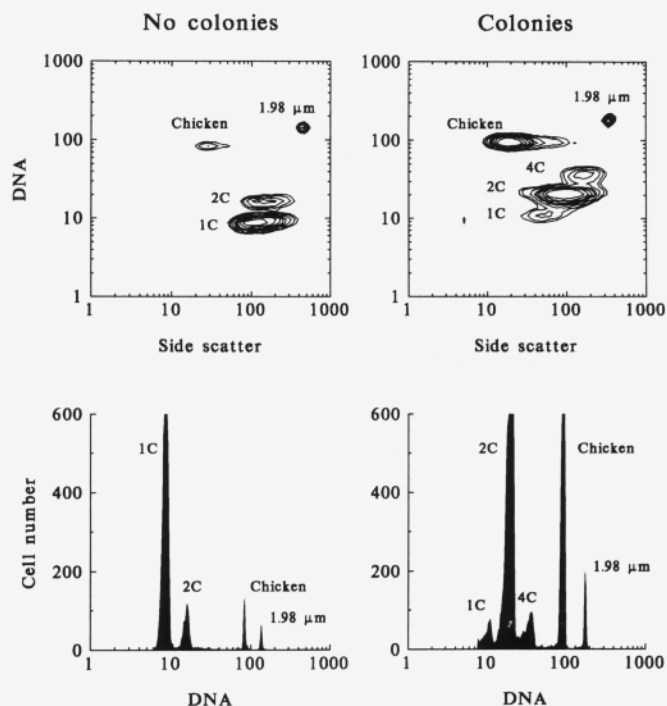 No colonies
Colonies
1000
100
10
1
DNA
Chicken
1.98 μm
2C
1C
1 10 100 1000
Side scatter
1000
100
10
1
Chicken
1.98 μm
4C
2C
1C
1 10 100 1000
Side scatter
600
400
200
0
Cell number
1C
2C
Chicken
1.98 μm
1 10 100 1000
DNA
600
400
200
0
2C
Chicken
1C
4C
1.98 μm
1 10 100 1000
DNA